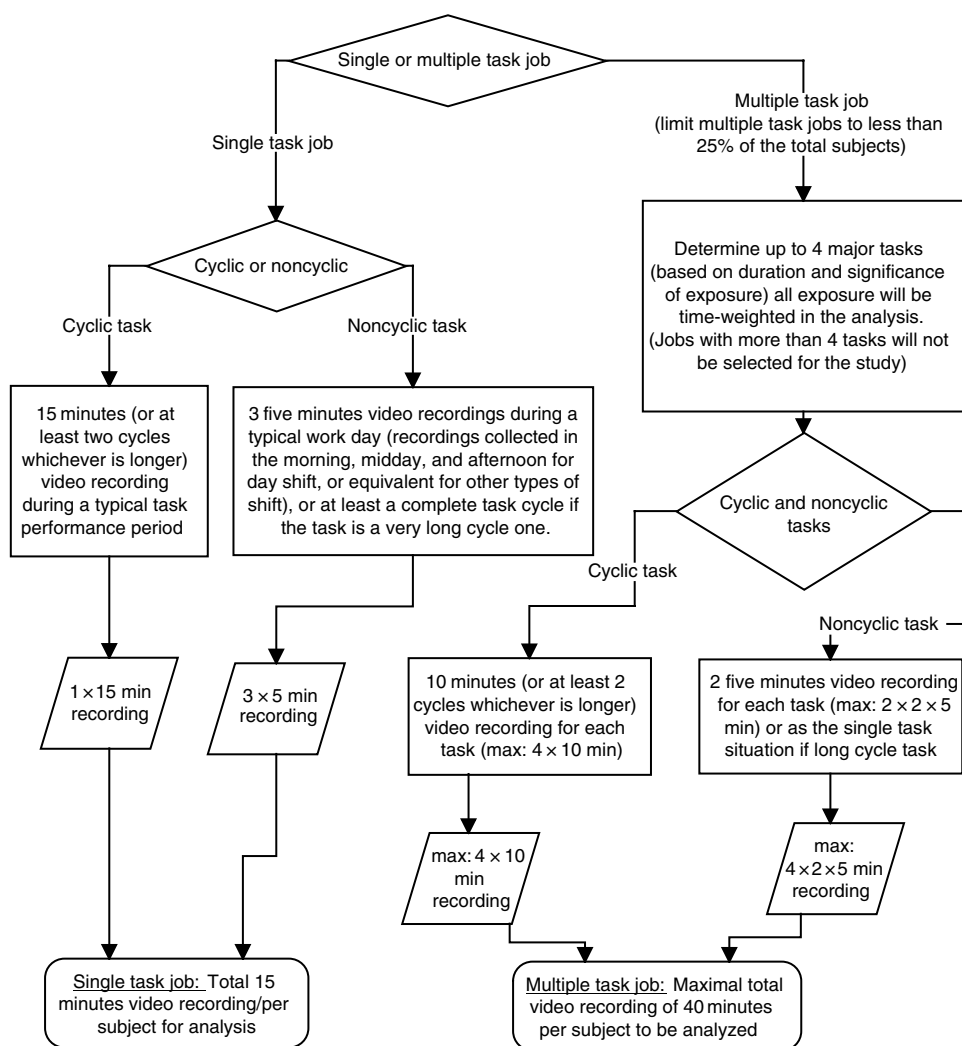 Single or multiple task job
Single task job
Multiple task job
(limit multiple task jobs to less than
25% of the total subjects)
Cyclic or noncyclic
Cyclic task
Noncyclic task
Determine up to 4 major tasks
(based on duration and significance
of exposure) all exposure will be
time-weighted in the analysis.
(Jobs with more than 4 tasks will not
be selected for the study)
15 minutes (or at
least two cycles
whichever is longer)
video recording
during a typical task
performance period
3 five minutes video recordings during a
typical work day (recordings collected in
the morning, midday, and afternoon for
day shift, or equivalent for other types of
shift), or at least a complete task cycle if
the task is a very long cycle one.
Cyclic and noncyclic
tasks
Cyclic task
Noncyclic task
1 × 15 min
recording
3 × 5 min
recording
10 minutes (or at least 2
cycles whichever is longer)
video recording for each
task (max: 4 × 10 min)
2 five minutes video recording
for each task (max: 2 × 2 × 5
min) or as the single task
situation if long cycle task
max: 4 × 10
min
recording
max:
4 × 2 × 5 min
recording
Single task job: Total 15
minutes video recording/per
subject for analysis
Multiple task job: Maximal total
video recording of 40 minutes
per subject to be analyzed